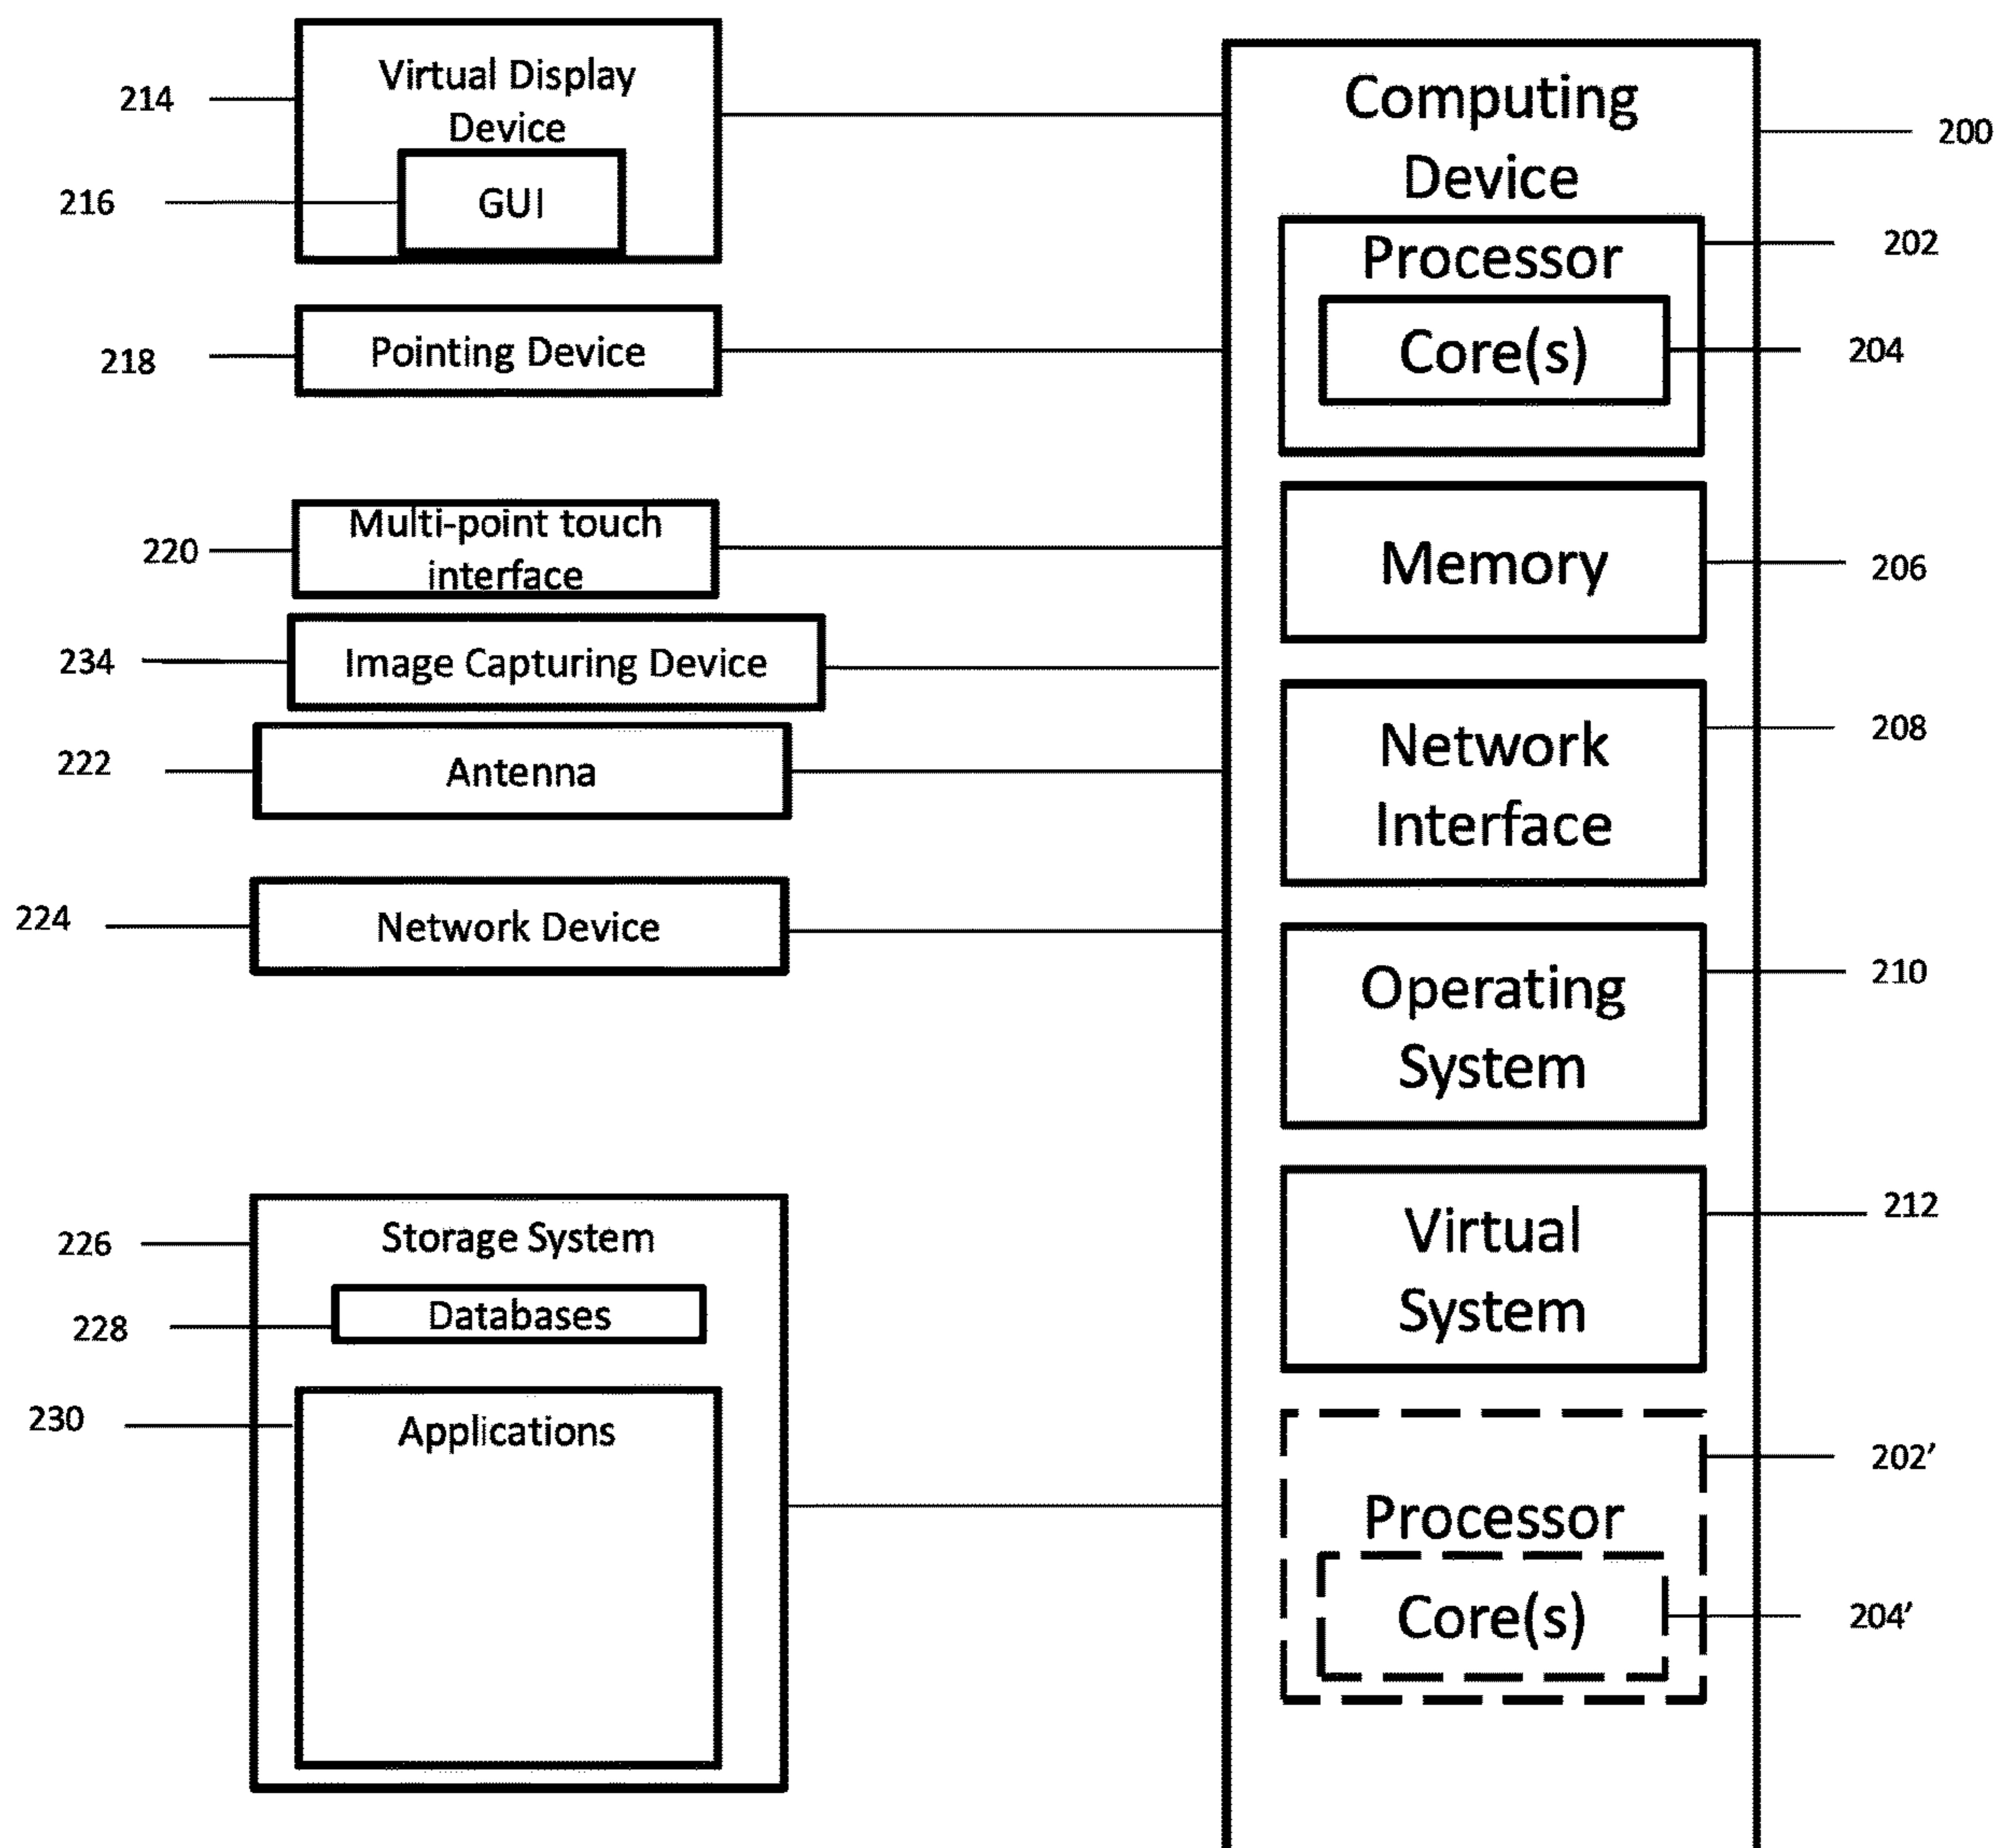 Virtual Display
Device
214
GUI
216
Pointing Device
218
Multi-point touch
interface
220
Image Capturing Device
234
Antenna
222
Network Device
224
Storage System
226
Databases
228
Applications
230
Computing
Device
200
Processor
202
Core(s)
204
Memory
206
Network
Interface
208
Operating
System
210
Virtual
System
212
Processor
202’
Core(s)
204’